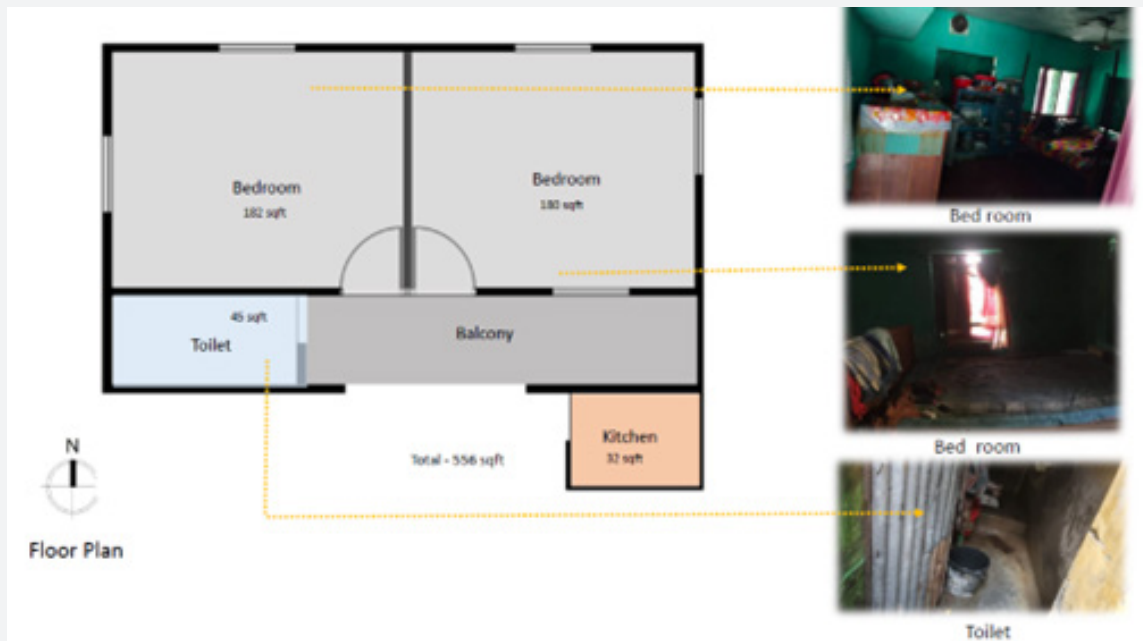 Bedroom
182 sqft
Bedroom
180 sqft
45 sqft
Toilet
Balcony
Kitchen
32 sqft
Total - 556 sqft
N
Floor Plan
Bed room
Bed room
Toilet